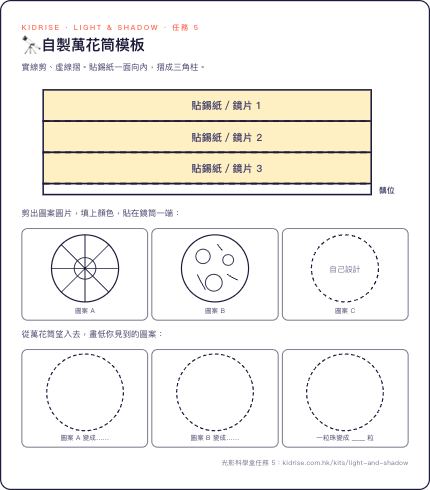 KIDRISE · LIGHT & SHADOW · 任務 5
自製萬花筒模板
實線剪、虛線摺。貼錫紙一面向內，摺成三角柱。
貼錫紙 / 鏡片 1
貼錫紙 / 鏡片 2
貼錫紙 / 鏡片 3
黐位
剪出圖案圓片，填上顏色，貼在鏡筒一端：
自己設計
圖案 A
圖案 B
圖案 C
從萬花筒望入去，畫低你見到的圖案：
圖案 A 變成……
圖案 B 變成……
一粒珠變成 ____ 粒
光影科學盒任務 5 · kidrise.com.hk/kits/light-and-shadow